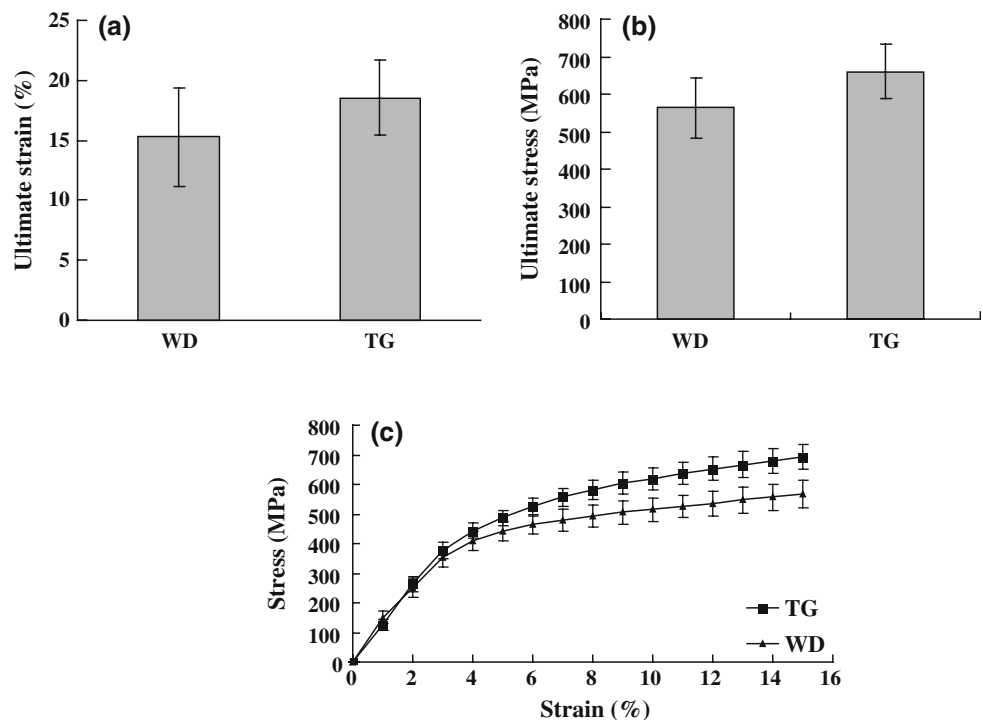 (a)
Ultimate strain (%)
25
20
15
10
5
0
WD TG
(b)
Ultimate stress (MPa)
800
700
600
500
400
300
200
100
0
WD TG
(c)
Stress (MPa)
800
700
600
500
400
300
200
100
0
TG
WD
0 2 4 6 8 10 12 14 16
Strain (%)